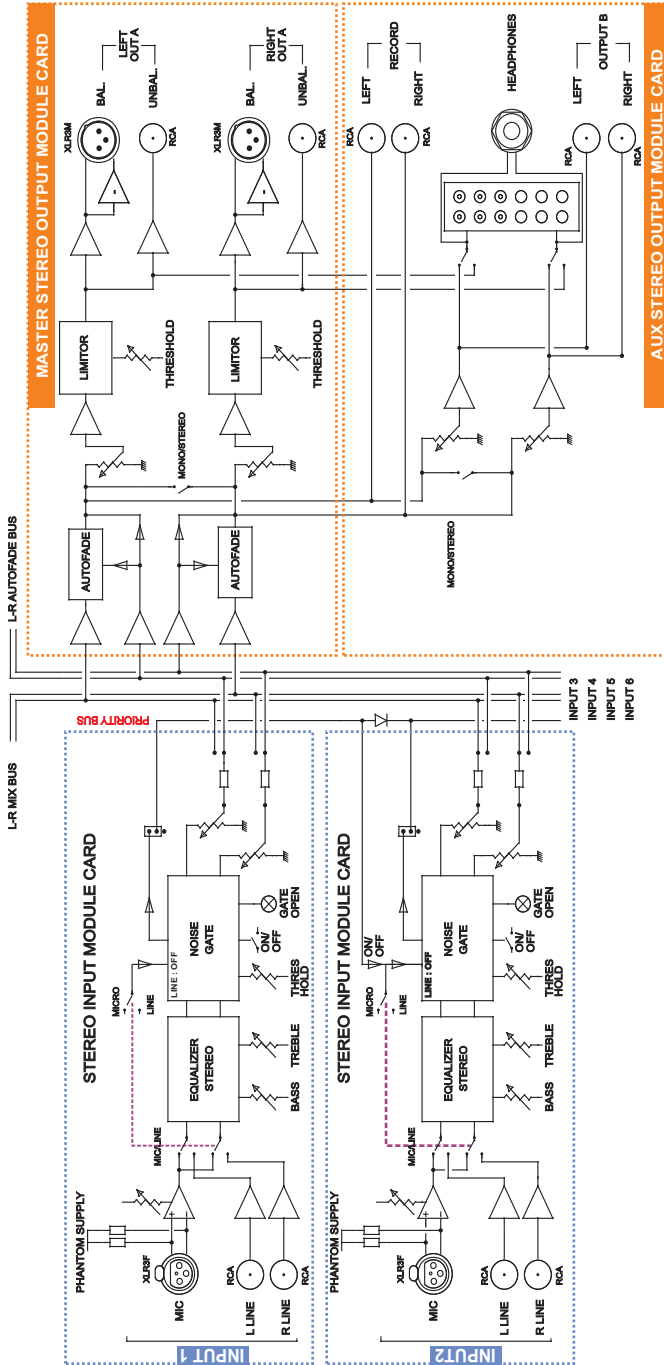 MASTER STEREO OUTPUT MODULE CARD
AUX STEREO OUTPUT MODULE CARD
LEFT
OUT A
BAL.
UNBAL.
XLR3M
RCA
RIGHT
OUT A
BAL.
UNBAL.
XLR3M
RCA
RECORD
LEFT
RIGHT
RCA
RCA
HEADPHONES
OUTPUT B
LEFT
RIGHT
RCA
RCA
LIMITOR
THRESHOLD
LIMITOR
THRESHOLD
MONO/STEREO
MONO/STEREO
AUTOFADE
AUTOFADE
L-R AUTOFADE BUS
L-R MIX BUS
PRIORITY BUS
INPUT 3
INPUT 4
INPUT 5
INPUT 6
STEREO INPUT MODULE CARD
NOISE
GATE
LINE : OFF
GATE
OPEN
ON/
OFF
THRES
HOLD
MICRO
LINE
EQUALIZER
STEREO
TREBLE
BASS
MIC/LINE
PHANTOM SUPPLY
+
–
XLR3F
MIC
RCA
RCA
L LINE
R LINE
INPUT 1
STEREO INPUT MODULE CARD
NOISE
GATE
LINE : OFF
ON/
OFF
GATE
OPEN
ON/
OFF
THRES
HOLD
MICRO
LINE
EQUALIZER
STEREO
TREBLE
BASS
MIC/LINE
PHANTOM SUPPLY
+
–
XLR3F
MIC
RCA
RCA
L LINE
R LINE
INPUT2